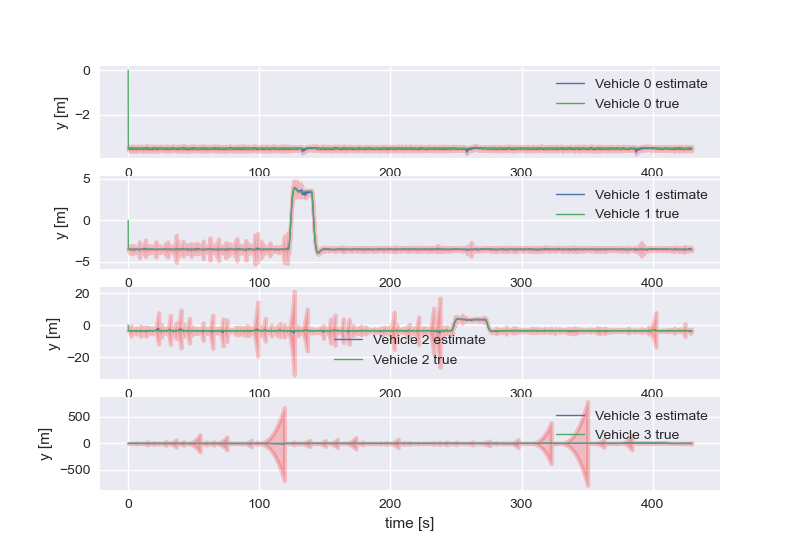 0
−2
y [m]
Vehicle 0 estimate
Vehicle 0 true
0 100 200 300 400
5
0
−5
y [m]
Vehicle 1 estimate
Vehicle 1 true
0 100 200 300 400
20
0
−20
y [m]
Vehicle 2 estimate
Vehicle 2 true
0 100 200 300 400
500
0
−500
y [m]
Vehicle 3 estimate
Vehicle 3 true
0 100 200 300 400
time [s]